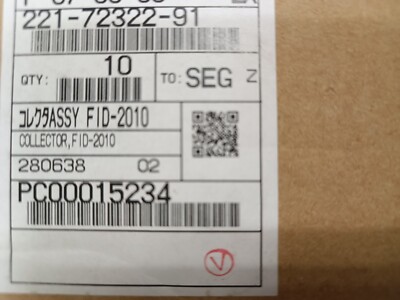 221-72322-91
QTY: 10 TO: SEG Z
コレクタASSY FID-2010
COLLECTOR,FID-2010
280638 02
PC00015234
V